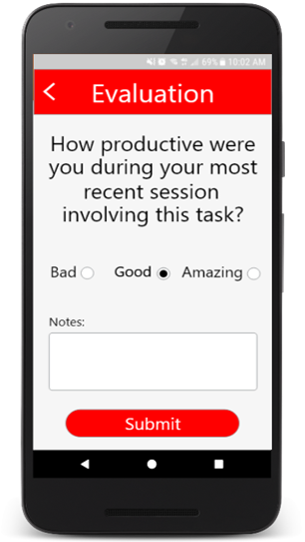 69% 10:02 AM
Evaluation
How productive were
you during your most
recent session
involving this task?
Bad Good Amazing
Notes:
Submit